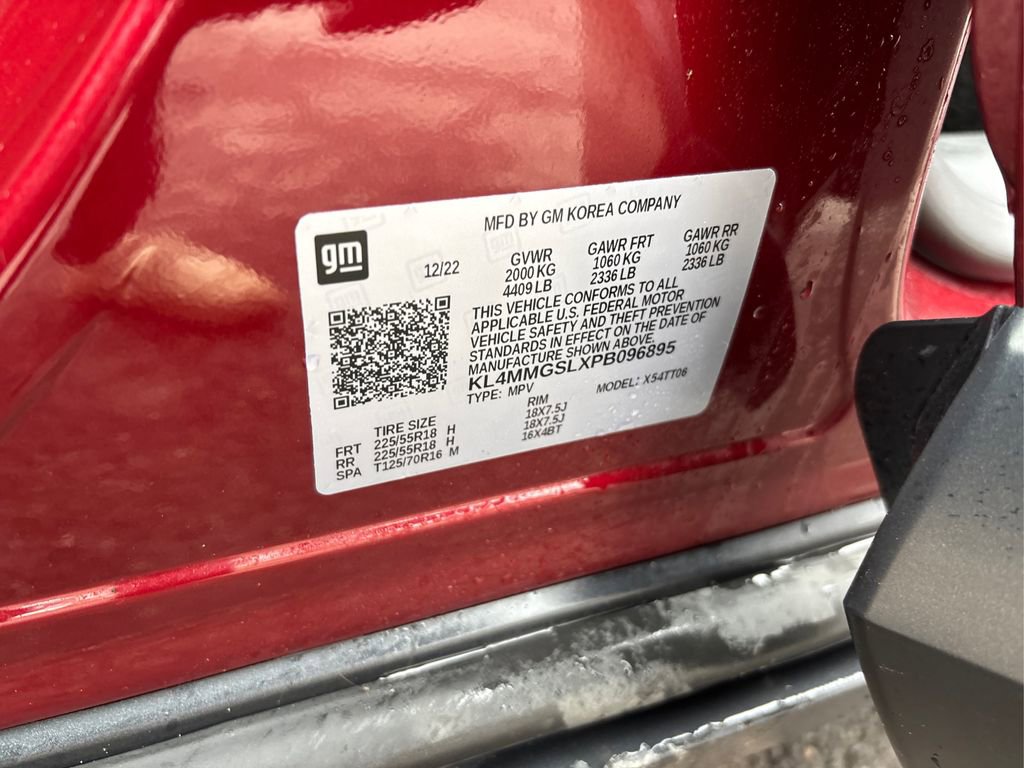 gm
MFD BY GM KOREA COMPANY
12/22
GVWR GAWR FRT GAWR RR
2000 KG 1060 KG 1060 KG
4409 LB 2336 LB 2336 LB
THIS VEHICLE CONFORMS TO ALL
APPLICABLE U.S. FEDERAL MOTOR
VEHICLE SAFETY AND THEFT PREVENTION
STANDARDS IN EFFECT ON THE DATE OF
MANUFACTURE SHOWN ABOVE.
KL4MMGSLXPB096895
TYPE: MPV MODEL: X54TT06
TIRE SIZE RIM
FRT 225/55R18 H 18X7.5J
RR 225/55R18 H 18X7.5J
SPA T125/70R16 M 16X4BT